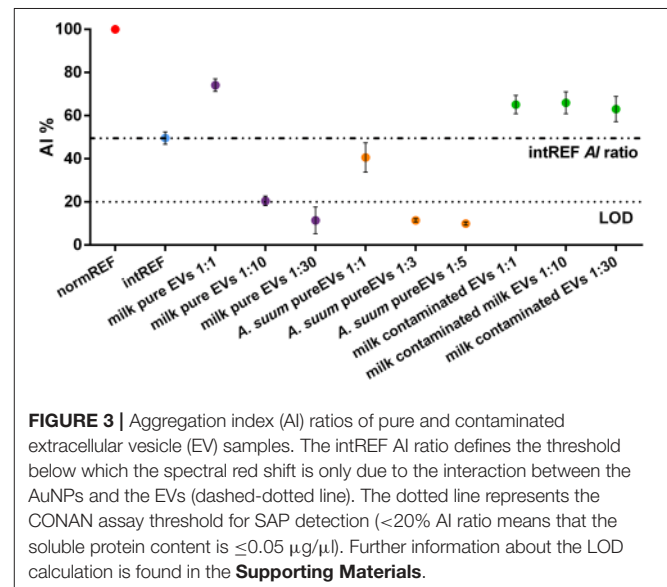 100
80
60
40
20
0
AI %
intREF AI ratio
LOD
normREF
intREF
milk pure EVs 1:1
milk pure EVs 1:10
milk pure EVs 1:30
A. suum pureEVs 1:1
A. suum pureEVs 1:3
A. suum pureEVs 1:5
milk contaminated EVs 1:1
milk contaminated milk EVs 1:10
milk contaminated EVs 1:30
FIGURE 3 | Aggregation index (AI) ratios of pure and contaminated
extracellular vesicle (EV) samples. The intREF AI ratio defines the threshold
below which the spectral red shift is only due to the interaction between the
AuNPs and the EVs (dashed-dotted line). The dotted line represents the
CONAN assay threshold for SAP detection (<20% AI ratio means that the
soluble protein content is ≤0.05 μg/μl). Further information about the LOD
calculation is found in the Supporting Materials.